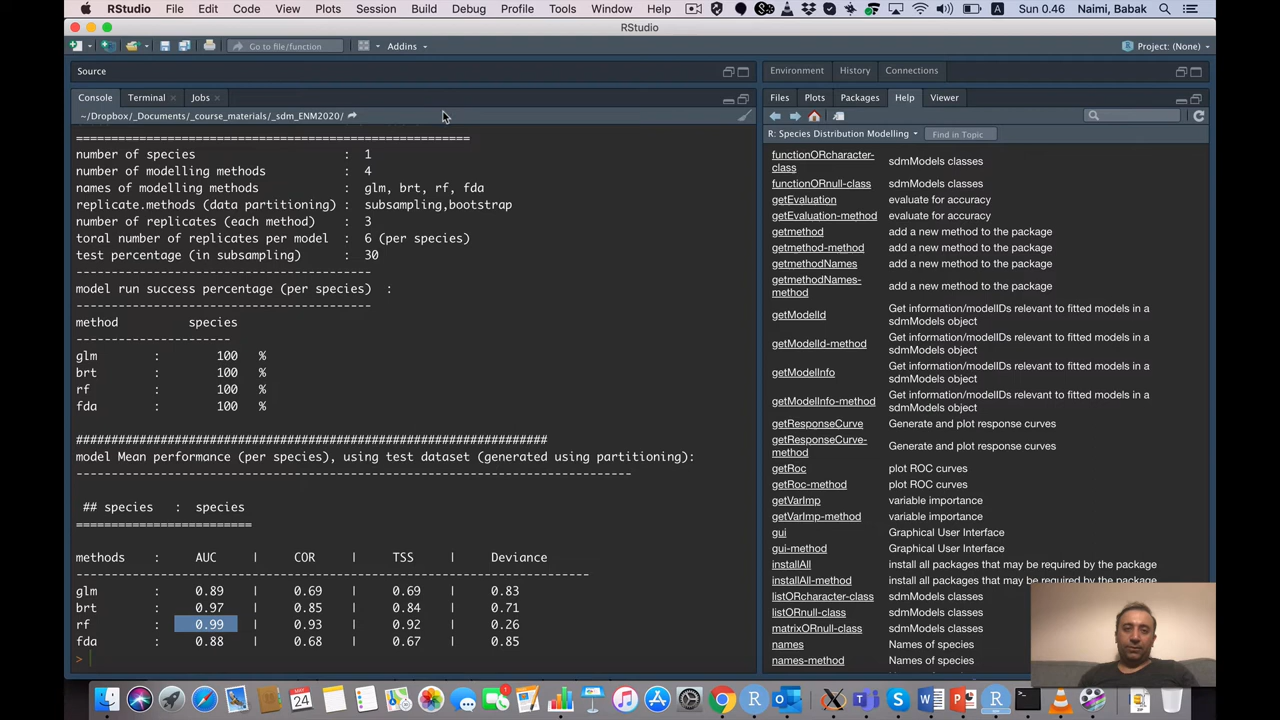 RStudio File Edit Code View Plots Session Build Debug Profile Tools Window Help Sun 0.46 Naimi, Babak
RStudio
Go to file/function Addins Project: (None)
Source
Environment History Connections
Console Terminal Jobs
Files Plots Packages Help Viewer
~/Dropbox/_Documents/_course_materials/_sdm_ENM2020/
R: Species Distribution Modelling Find in Topic
=======================================================
number of species : 1
number of modelling methods : 4
names of modelling methods : glm, brt, rf, fda
replicate.methods (data partitioning) : subsampling,bootstrap
number of replicates (each method) : 3
toral number of replicates per model : 6 (per species)
test percentage (in subsampling) : 30
------------------------------------------
model run success percentage (per species) :
------------------------------------------
method species
----------------------
glm : 100 %
brt : 100 %
rf : 100 %
fda : 100 %
###################################################################
model Mean performance (per species), using test dataset (generated using partitioning):
-------------------------------------------------------------------------------
## species : species
=========================
methods : AUC | COR | TSS | Deviance
-------------------------------------------------------------------------
glm : 0.89 | 0.69 | 0.69 | 0.83
brt : 0.97 | 0.85 | 0.84 | 0.71
rf : 0.99 | 0.93 | 0.92 | 0.26
fda : 0.88 | 0.68 | 0.67 | 0.85
>
functionORcharacter-
class sdmModels classes
functionORnull-class sdmModels classes
getEvaluation evaluate for accuracy
getEvaluation-method evaluate for accuracy
getmethod add a new method to the package
getmethod-method add a new method to the package
getmethodNames add a new method to the package
getmethodNames-
method add a new method to the package
getModelId Get information/modelIDs relevant to fitted models in a
sdmModels object
getModelId-method Get information/modelIDs relevant to fitted models in a
sdmModels object
getModelInfo Get information/modelIDs relevant to fitted models in a
sdmModels object
getModelInfo-method Get information/modelIDs relevant to fitted models in a
sdmModels object
getResponseCurve Generate and plot response curves
getResponseCurve-
method Generate and plot response curves
getRoc plot ROC curves
getRoc-method plot ROC curves
getVarImp variable importance
getVarImp-method variable importance
gui Graphical User Interface
gui-method Graphical User Interface
installAll install all packages that may be required by the package
installAll-method install all packages that may be required by the package
listORcharacter-class sdmModels classes
listORnull-class sdmModels classes
matrixORnull-class sdmModels classes
names Names of species
names-method Names of species